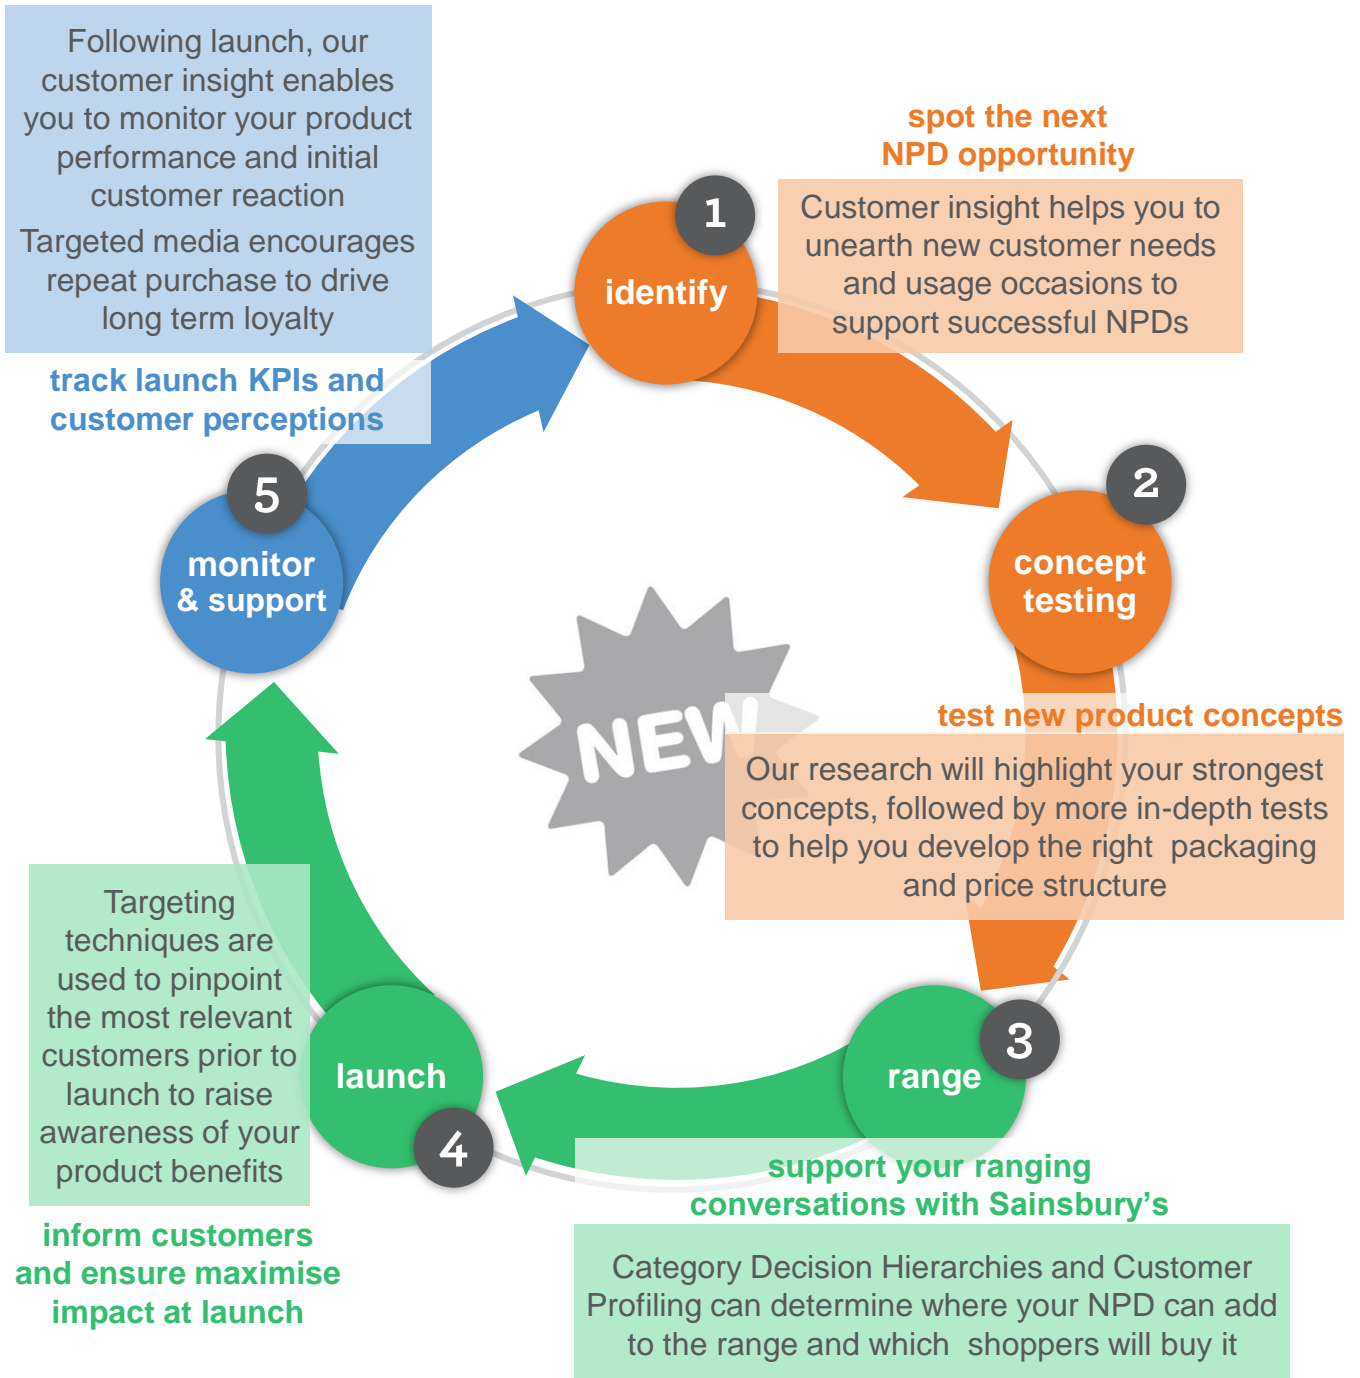 1
identify
spot the next
NPD opportunity
Customer insight helps you to
unearth new customer needs
and usage occasions to
support successful NPDs
2
concept
testing
test new product concepts
Our research will highlight your strongest
concepts, followed by more in-depth tests
to help you develop the right  packaging
and price structure
3
range
support your ranging
conversations with Sainsbury’s
Category Decision Hierarchies and Customer
Profiling can determine where your NPD can add
to the range and which  shoppers will buy it
4
launch
Targeting
techniques are
used to pinpoint
the most relevant
customers prior to
launch to raise
awareness of your
product benefits
inform customers
and ensure maximise
impact at launch
5
monitor
& support
Following launch, our
customer insight enables
you to monitor your product
performance and initial
customer reaction
Targeted media encourages
repeat purchase to drive
long term loyalty
track launch KPIs and
customer perceptions
NEW